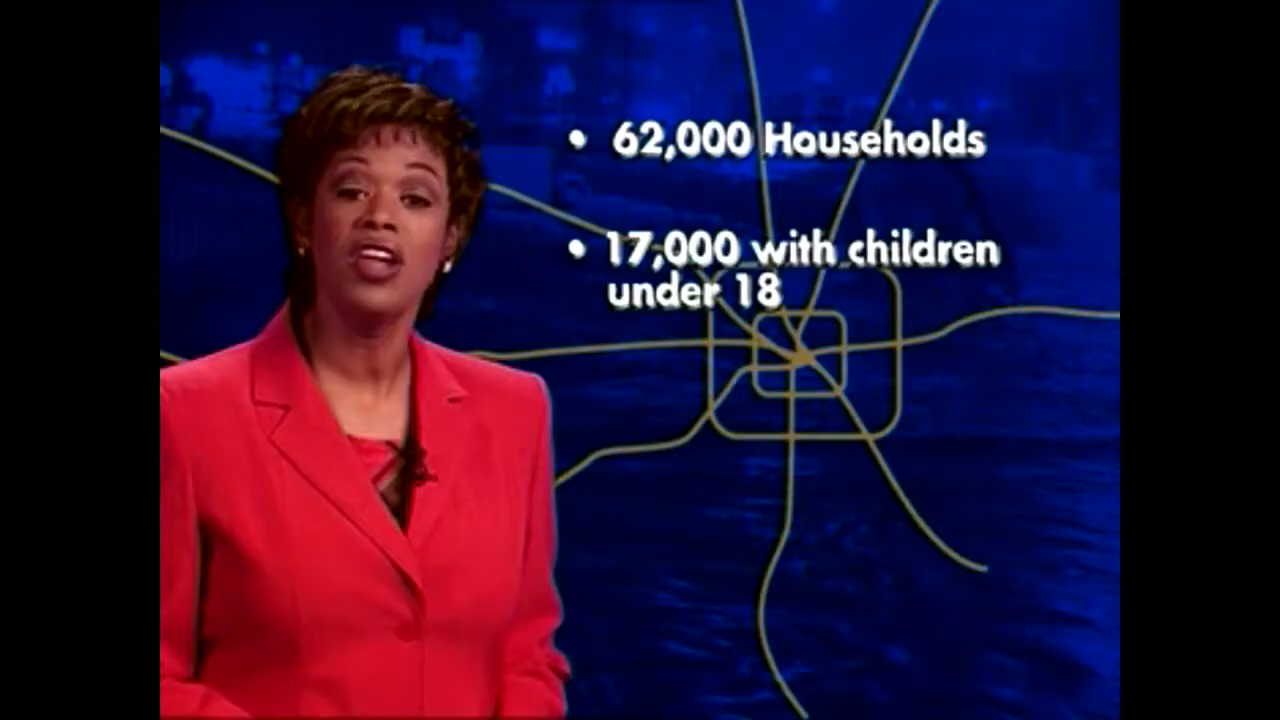 • 62,000 Households
• 17,000 with children
under 18